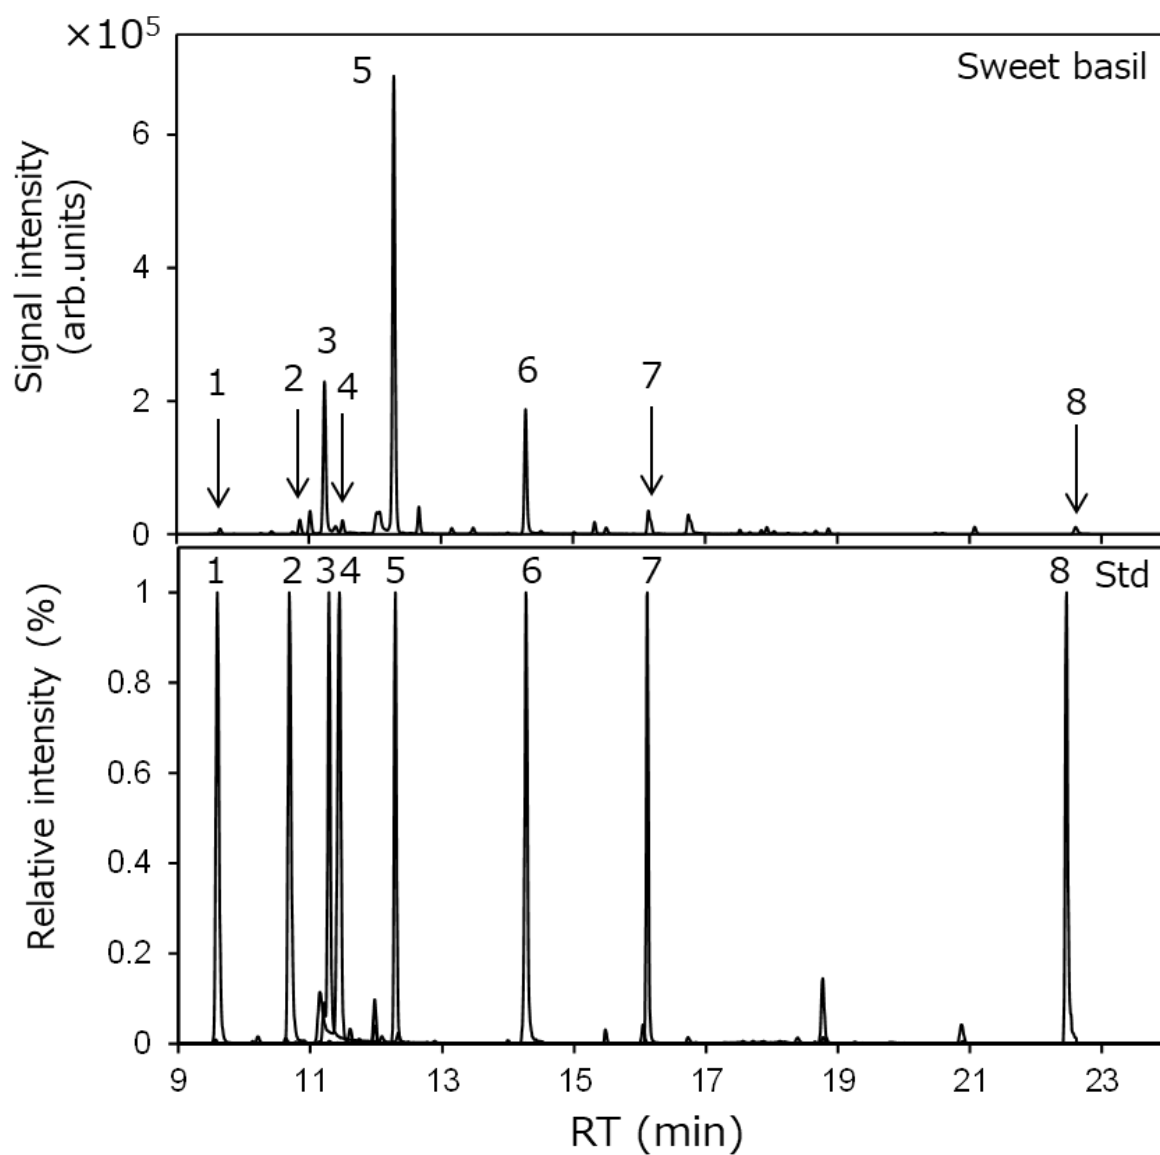 ×10⁵
Sweet basil
Signal intensity
(arb.units)
6
4
2
0
1
2
3
4
5
6
7
8
Std
1 2 3 4 5 6 7 8
Relative intensity (%)
1
0.8
0.6
0.4
0.2
0
9 11 13 15 17 19 21 23
RT (min)